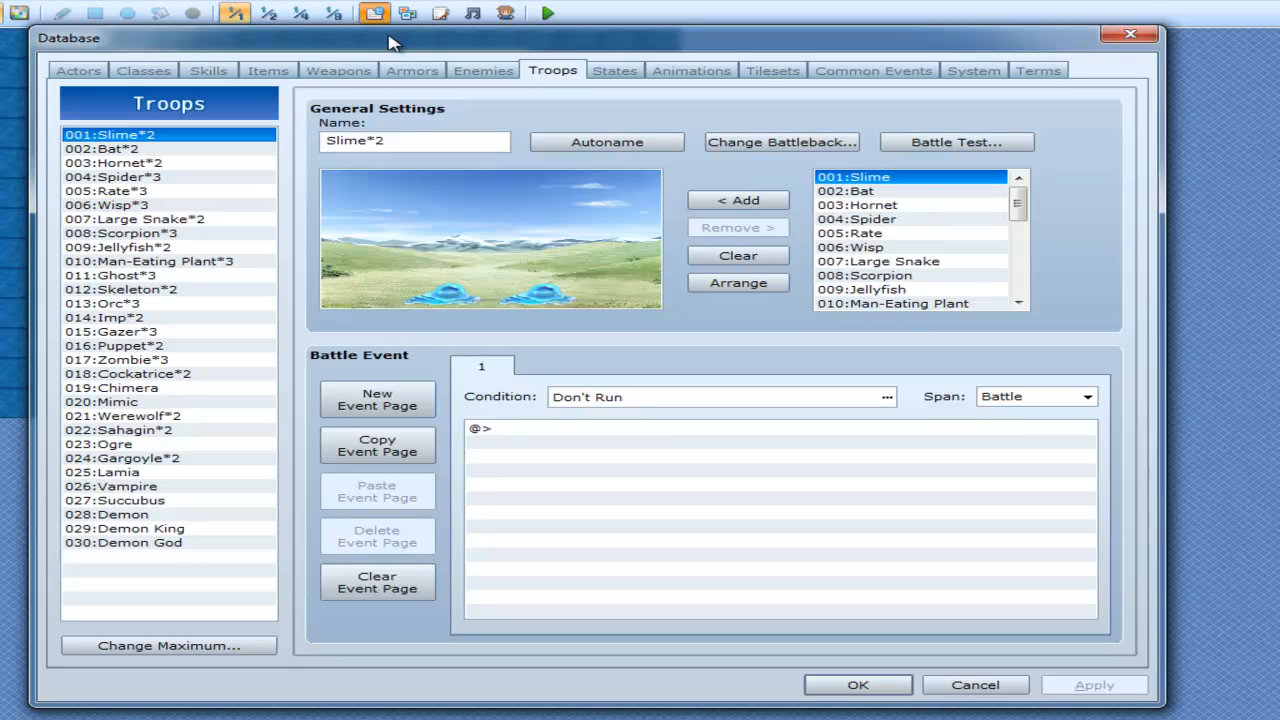 Database
Actors Classes Skills Items Weapons Armors Enemies Troops States Animations Tilesets Common Events System Terms
Troops
001:Slime*2
002:Bat*2
003:Hornet*2
004:Spider*3
005:Rate*3
006:Wisp*3
007:Large Snake*2
008:Scorpion*3
009:Jellyfish*2
010:Man-Eating Plant*3
011:Ghost*3
012:Skeleton*2
013:Orc*3
014:Imp*2
015:Gazer*3
016:Puppet*2
017:Zombie*3
018:Cockatrice*2
019:Chimera
020:Mimic
021:Werewolf*2
022:Sahagin*2
023:Ogre
024:Gargoyle*2
025:Lamia
026:Vampire
027:Succubus
028:Demon
029:Demon King
030:Demon God
Change Maximum...
General Settings
Name:
Slime*2
Autoname
Change Battleback...
Battle Test...
< Add
Remove >
Clear
Arrange
001:Slime
002:Bat
003:Hornet
004:Spider
005:Rate
006:Wisp
007:Large Snake
008:Scorpion
009:Jellyfish
010:Man-Eating Plant
Battle Event
New
Event Page
Copy
Event Page
Paste
Event Page
Delete
Event Page
Clear
Event Page
1
Condition: Don't Run ... Span: Battle
@>
OK Cancel Apply